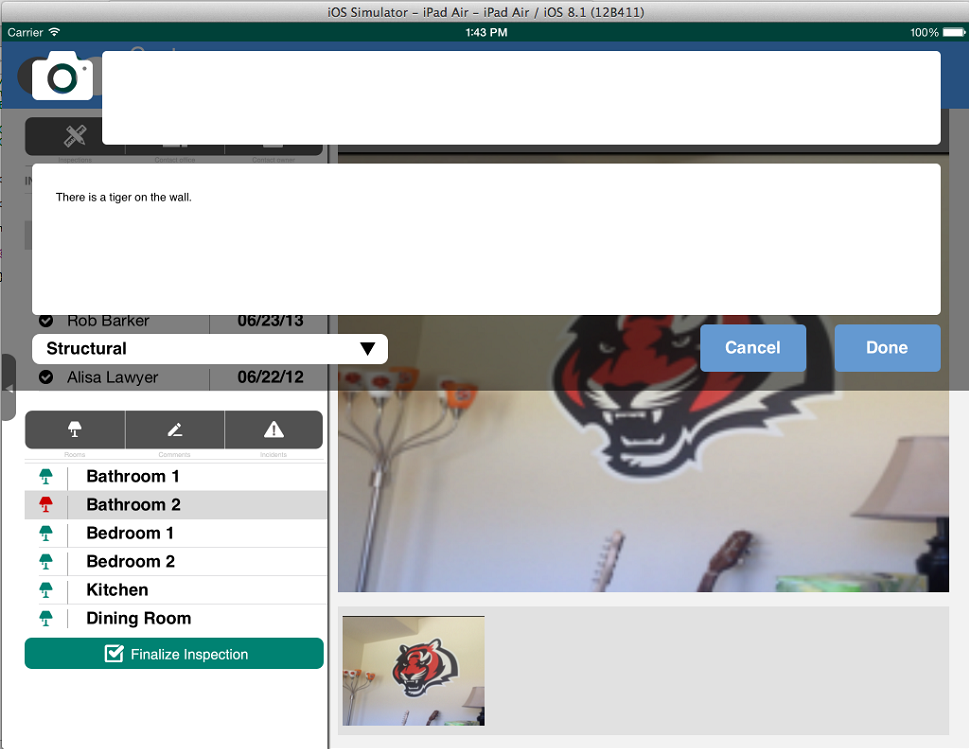 iOS Simulator – iPad Air – iPad Air / iOS 8.1 (12B411)
Carrier 1:43 PM 100%
Inspections Contact office Contact owner
There is a tiger on the wall.
Rob Barker 06/23/13
Structural
Cancel Done
Alisa Lawyer 06/22/12
Rooms Comments Incidents
Bathroom 1
Bathroom 2
Bedroom 1
Bedroom 2
Kitchen
Dining Room
Finalize Inspection